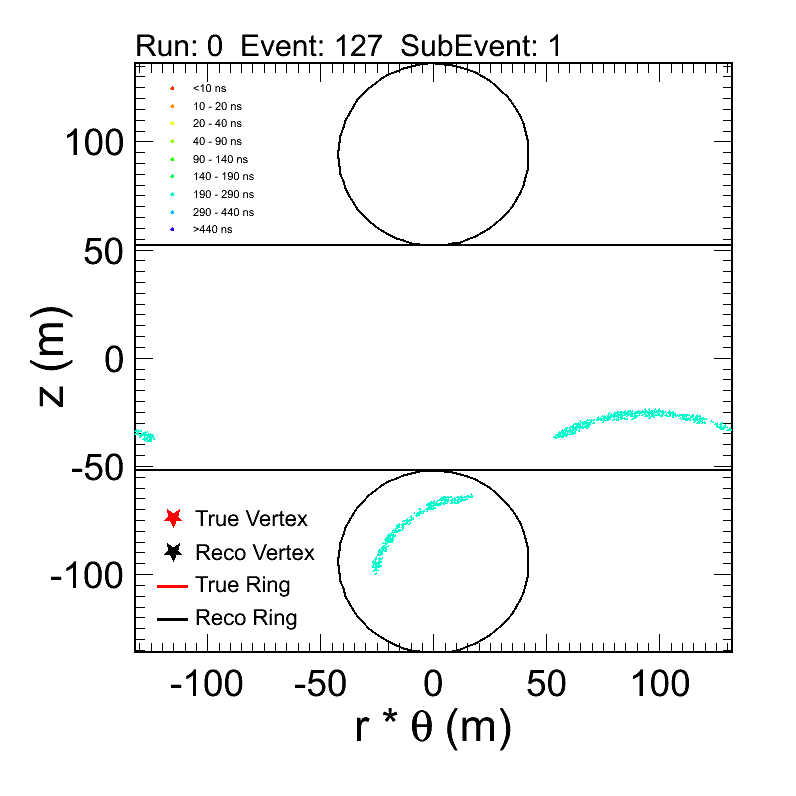 Run: 0  Event: 127  SubEvent: 1
<10 ns
10 - 20 ns
20 - 40 ns
40 - 90 ns
90 - 140 ns
140 - 190 ns
190 - 290 ns
290 - 440 ns
>440 ns
100
50
0
-50
-100
z (m)
True Vertex
Reco Vertex
True Ring
Reco Ring
-100 -50 0 50 100
r * θ (m)